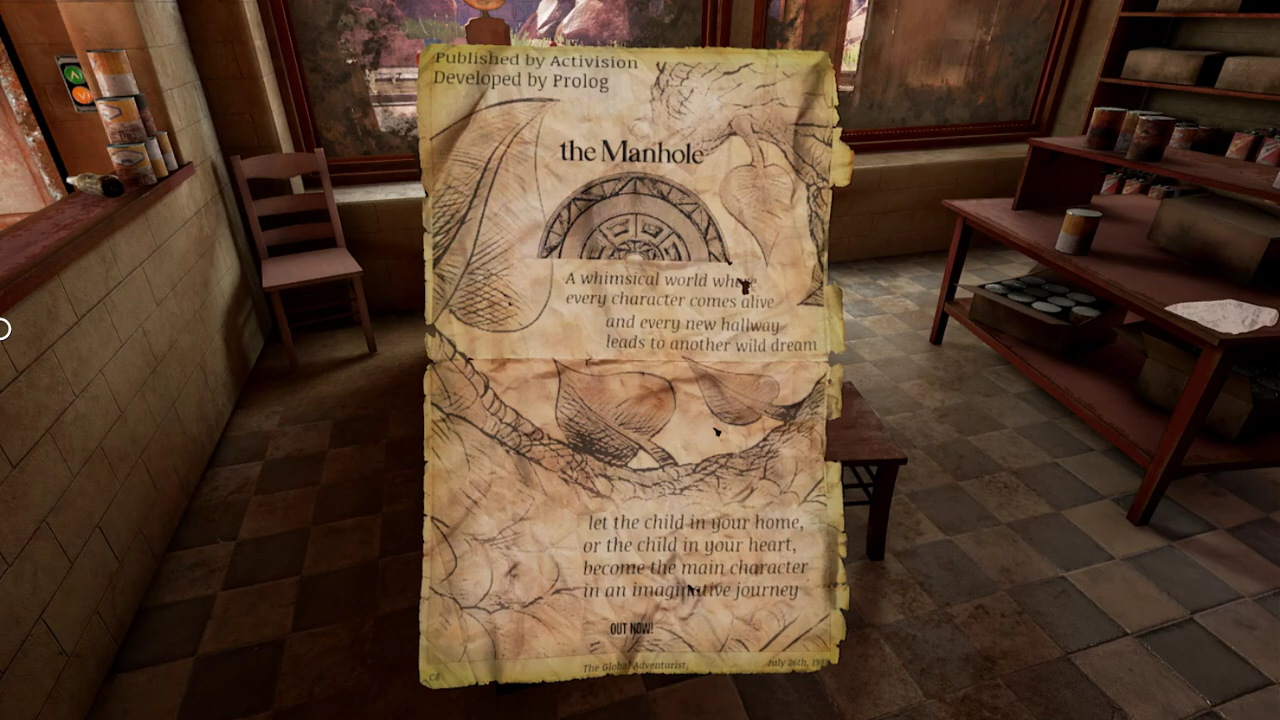 Published by Activision
Developed by Prolog
the Manhole
A whimsical world where
every character comes alive
and every new hallway
leads to another wild dream
let the child in your home,
or the child in your heart,
become the main character
in an imaginative journey
OUT NOW!
The Global Adventurist,
July 26th,
C8